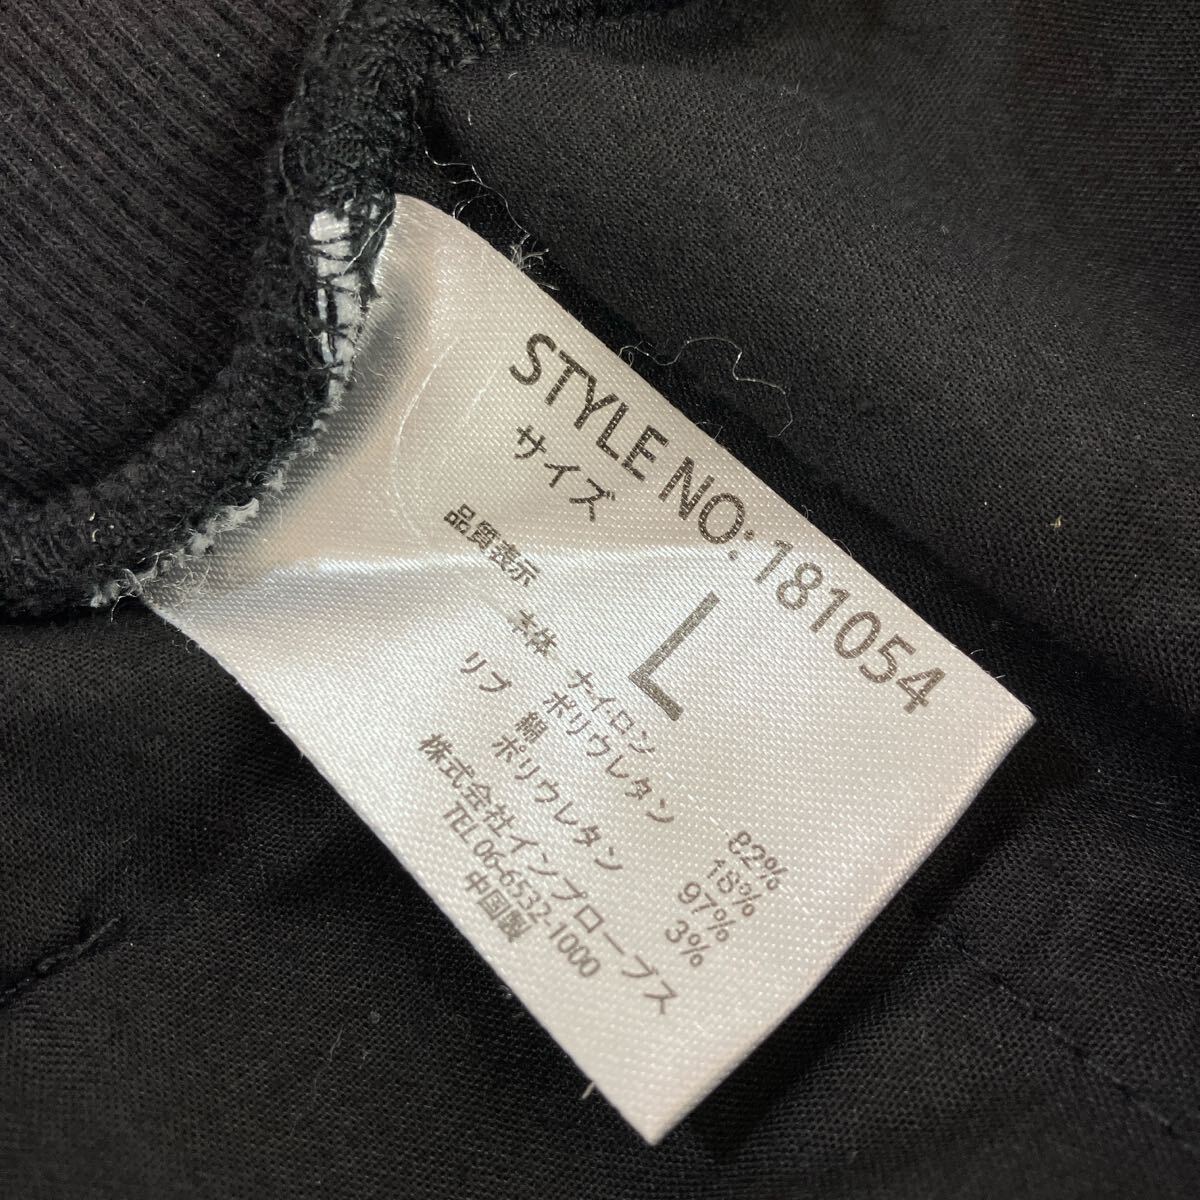 STYLE NO: 181054
サイズ L
品質表示
本体 ナイロン 82%
ポリウレタン 18%
リブ 綿 97%
ポリウレタン 3%
株式会社インプローブス
TEL 06-6532-1000
中国製